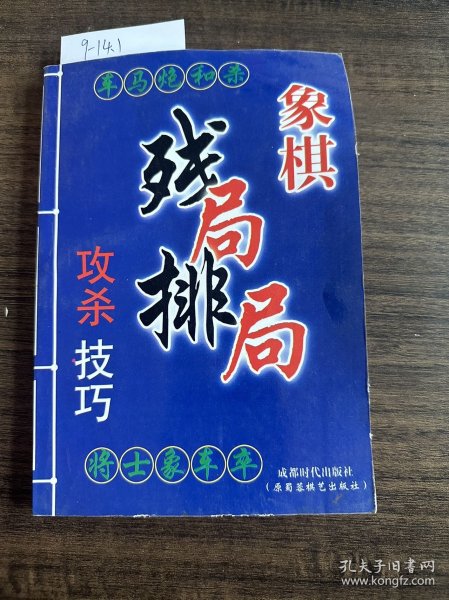 9-14.1
车马炮和杀
象棋
残局
排局
攻杀技巧
将士象车卒
成都时代出版社
(原蜀蓉棋艺出版社)
孔夫子旧书网
www.kongfz.com